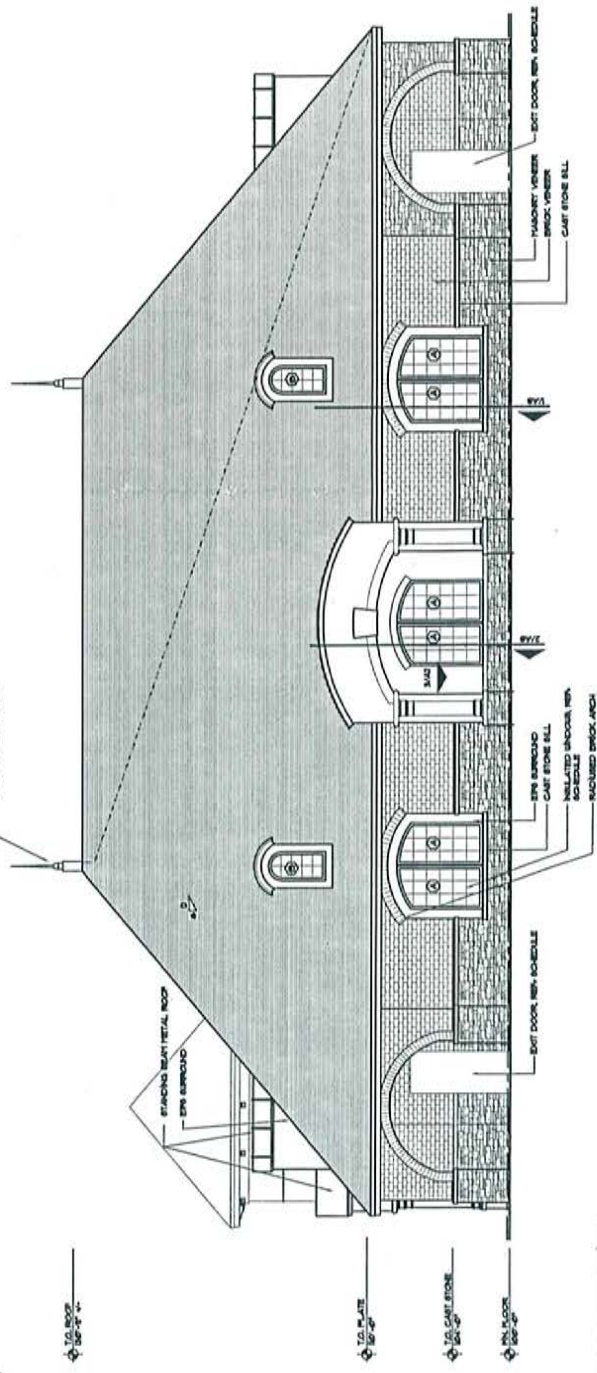 T.O. ROOF
T.O. PLATE
T.O. CAST STONE
FIN. FLOOR
STANDING SEAM METAL ROOF
EIFS SURROUND
EXIT DOOR, REF. SCHEDULE
EIFS SURROUND
CAST STONE SILL
INSULATED WINDOWS, REF.
SCHEDULE
RADIUSED BRICK ARCH
A
A
A
A
A
A
MASONRY VENEER
BRICK VENEER
CAST STONE SILL
EXIT DOOR, REF. SCHEDULE